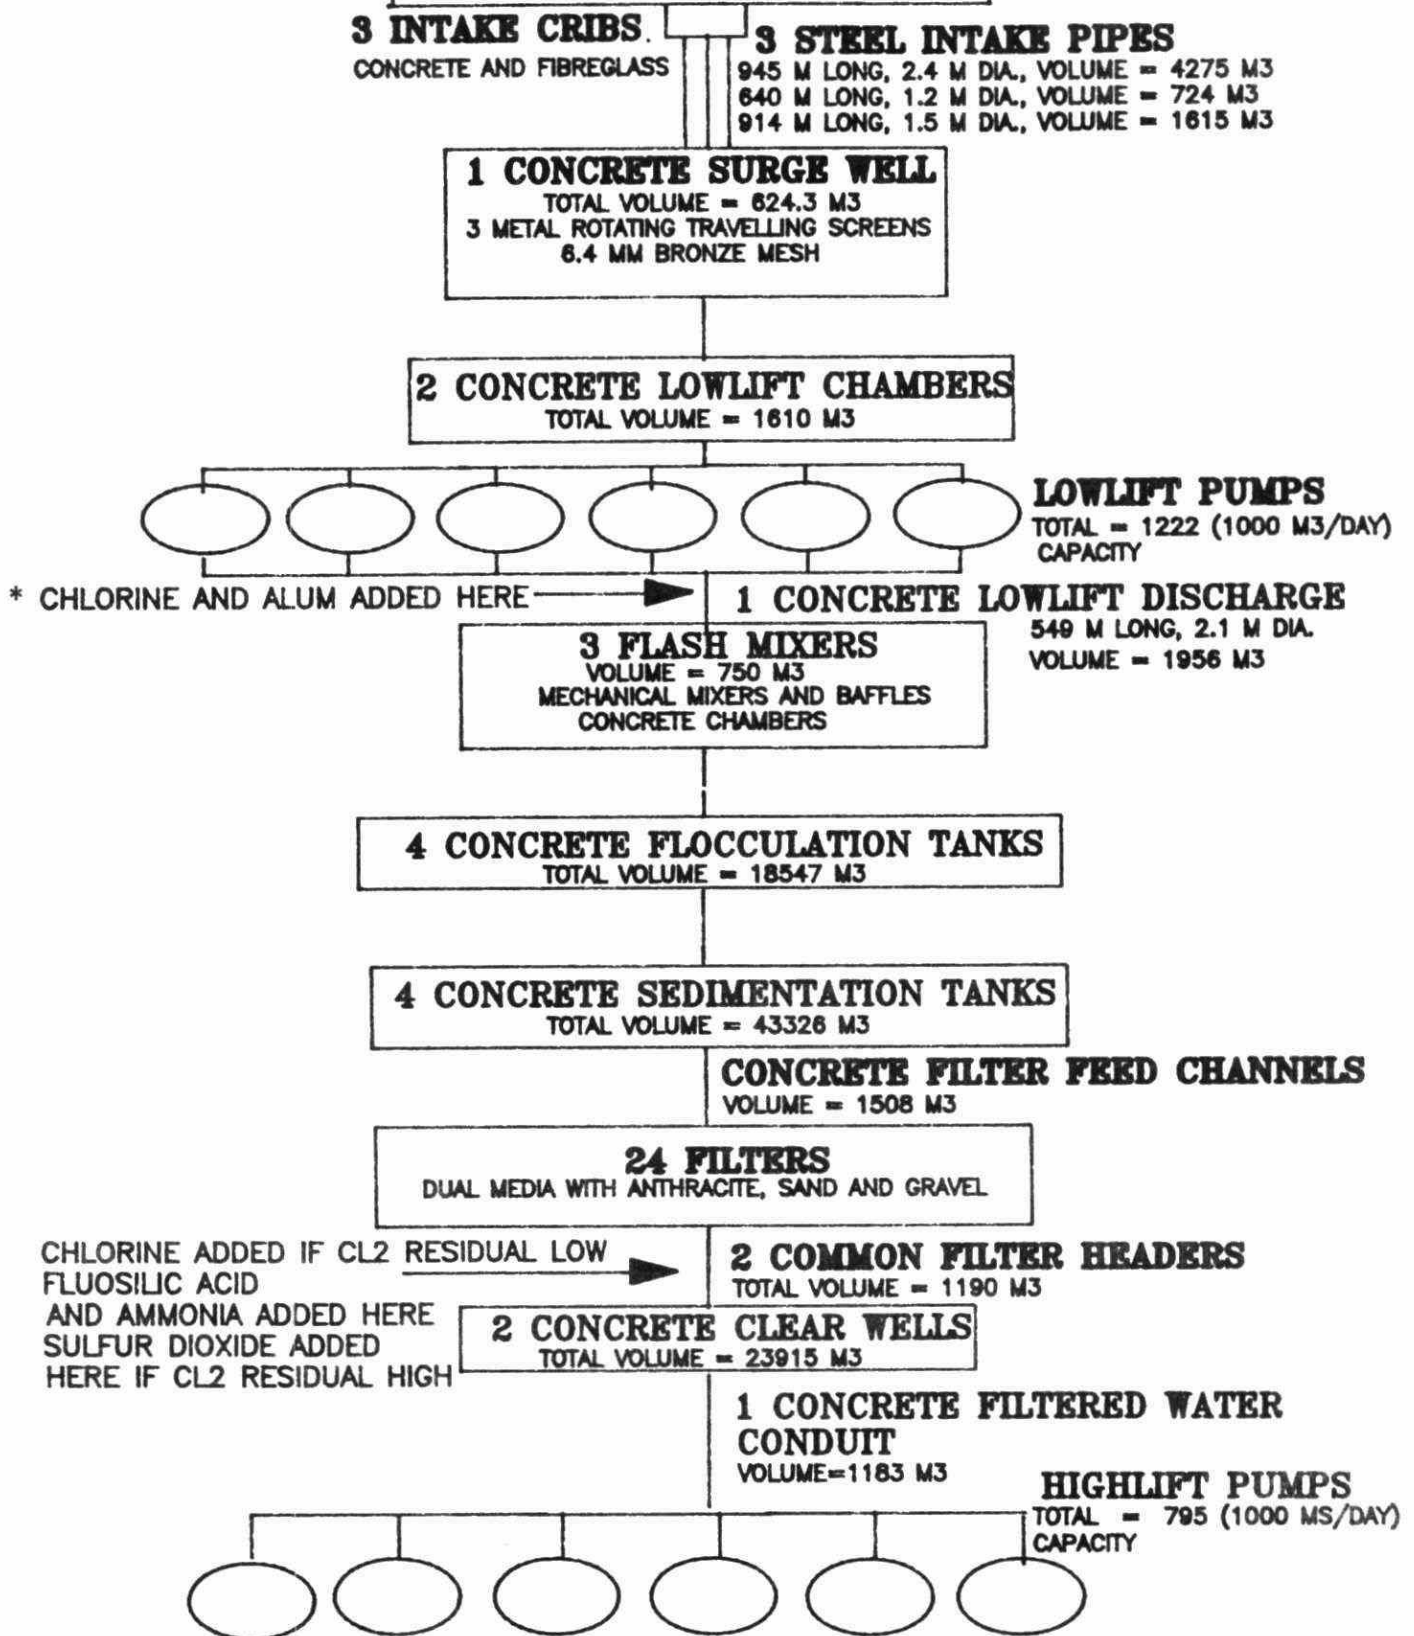 3 INTAKE CRIBS.
CONCRETE AND FIBREGLASS
3 STEEL INTAKE PIPES
945 M LONG, 2.4 M DIA., VOLUME = 4275 M3
640 M LONG, 1.2 M DIA., VOLUME = 724 M3
914 M LONG, 1.5 M DIA., VOLUME = 1615 M3
1 CONCRETE SURGE WELL
TOTAL VOLUME = 624.3 M3
3 METAL ROTATING TRAVELLING SCREENS
6.4 MM BRONZE MESH
2 CONCRETE LOWLIFT CHAMBERS
TOTAL VOLUME = 1610 M3
LOWLIFT PUMPS
TOTAL = 1222 (1000 M3/DAY)
CAPACITY
* CHLORINE AND ALUM ADDED HERE
1 CONCRETE LOWLIFT DISCHARGE
549 M LONG, 2.1 M DIA.
VOLUME = 1956 M3
3 FLASH MIXERS
VOLUME = 750 M3
MECHANICAL MIXERS AND BAFFLES
CONCRETE CHAMBERS
4 CONCRETE FLOCCULATION TANKS
TOTAL VOLUME = 18547 M3
4 CONCRETE SEDIMENTATION TANKS
TOTAL VOLUME = 43326 M3
CONCRETE FILTER FEED CHANNELS
VOLUME = 1508 M3
24 FILTERS
DUAL MEDIA WITH ANTHRACITE, SAND AND GRAVEL
CHLORINE ADDED IF CL2 RESIDUAL LOW
FLUOSILIC ACID
AND AMMONIA ADDED HERE
SULFUR DIOXIDE ADDED
HERE IF CL2 RESIDUAL HIGH
2 COMMON FILTER HEADERS
TOTAL VOLUME = 1190 M3
2 CONCRETE CLEAR WELLS
TOTAL VOLUME = 23915 M3
1 CONCRETE FILTERED WATER
CONDUIT
VOLUME=1183 M3
HIGHLIFT PUMPS
TOTAL = 795 (1000 MS/DAY)
CAPACITY